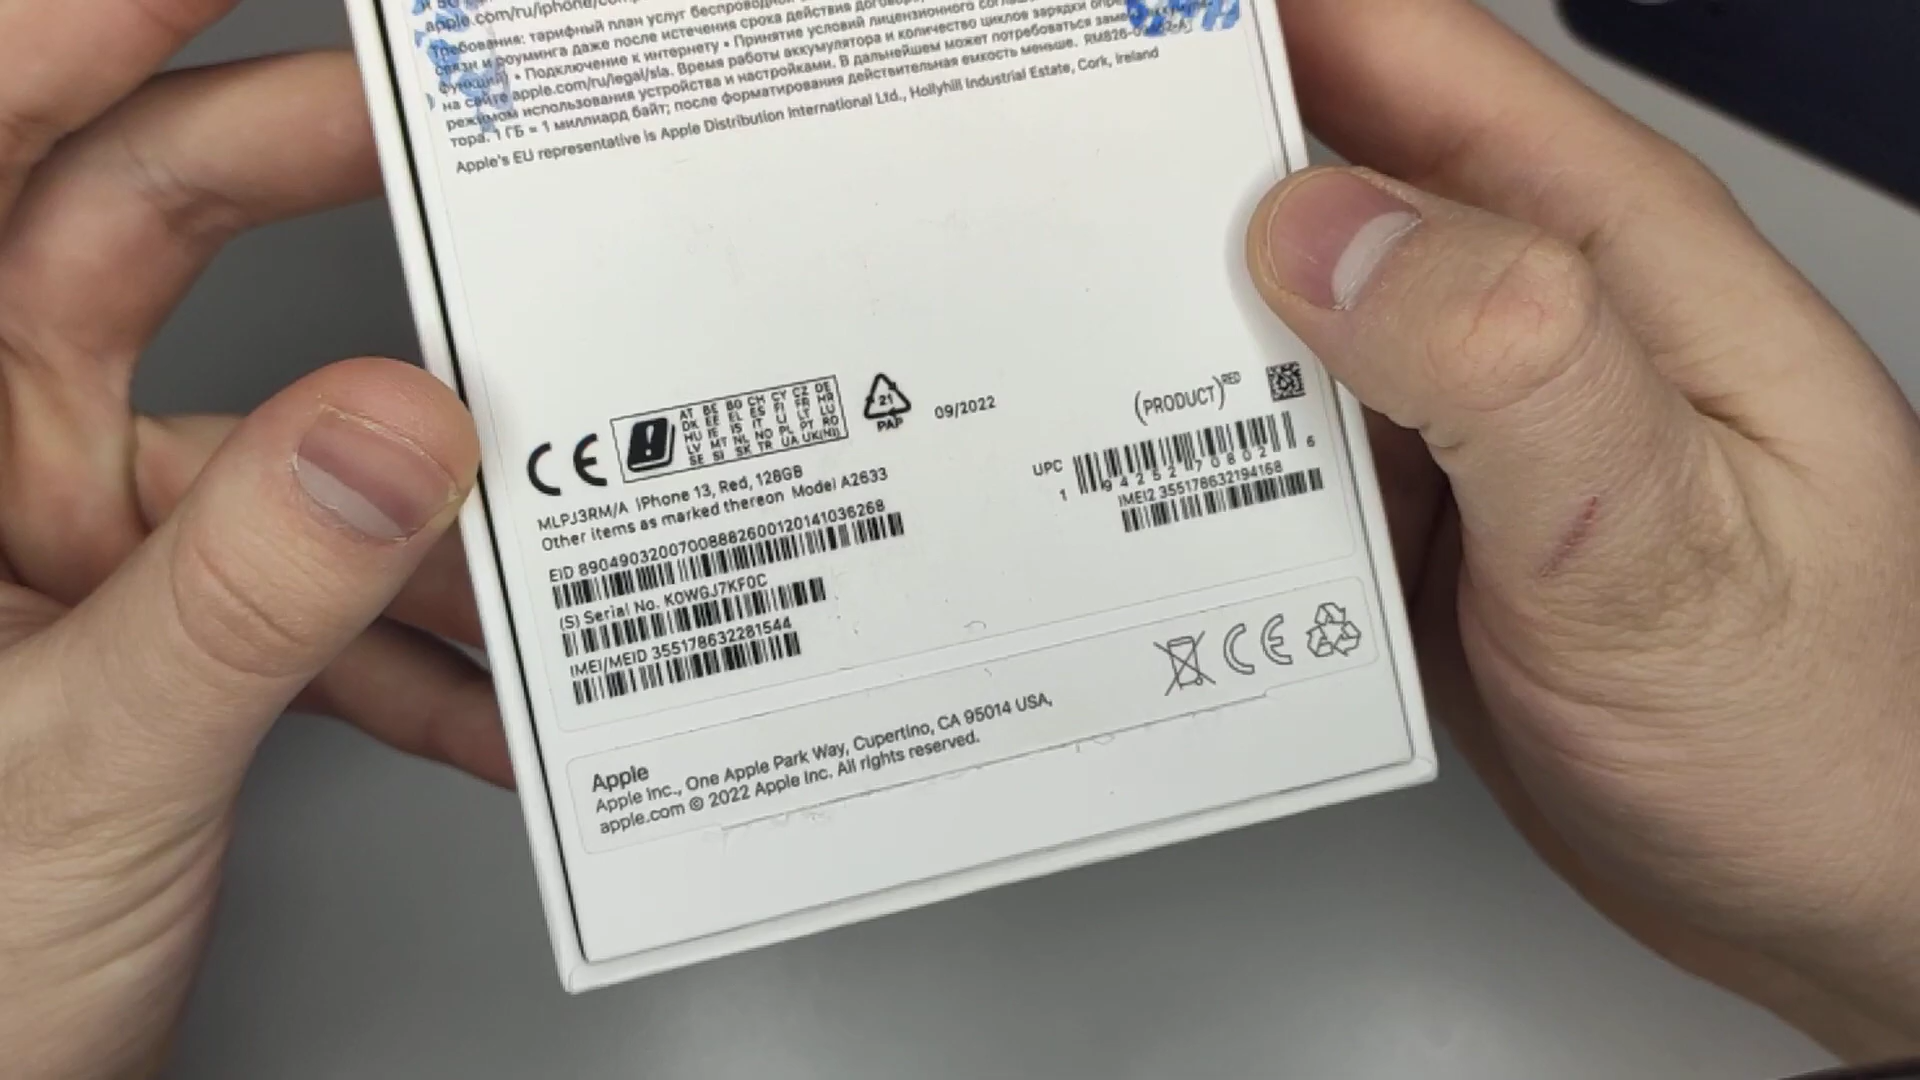 и 5G
apple.com/ru/iphone/
Требования: тарифный план услуг беспроводной
связи и роуминга даже после истечения срока действия договора
• Подключение к интернету • Принятие условий лицензионного
на сайте apple.com/ru/legal/sla. Время работы аккумулятора и количество циклов зарядки
режимом использования устройства и настройками. В дальнейшем может потребоваться
тора. 1 ГБ = 1 миллиард байт; после форматирования действительная емкость меньше.
Apple's EU representative is Apple Distribution International Ltd., Hollyhill Industrial Estate, Cork, Ireland
CE
!
AT BE BG CH CY CZ DE
DK EE EL ES FI FR HR
HU IE IS IT LI LT LU
LV MT NL NO PL PT RO
SE SI SK TR UA UK(NI)
21
PAP
09/2022
(PRODUCT)RED
MLPJ3RM/A iPhone 13, Red, 128GB
Other items as marked thereon Model A2633
UPC
1 94252 70802 6
IMEI2 355178632194168
EID 89049032007008882600120141036268
(S) Serial No. K0WGJ7KF0C
IMEI/MEID 355178632281544
CE
Apple
Apple Inc., One Apple Park Way, Cupertino, CA 95014 USA,
apple.com © 2022 Apple Inc. All rights reserved.